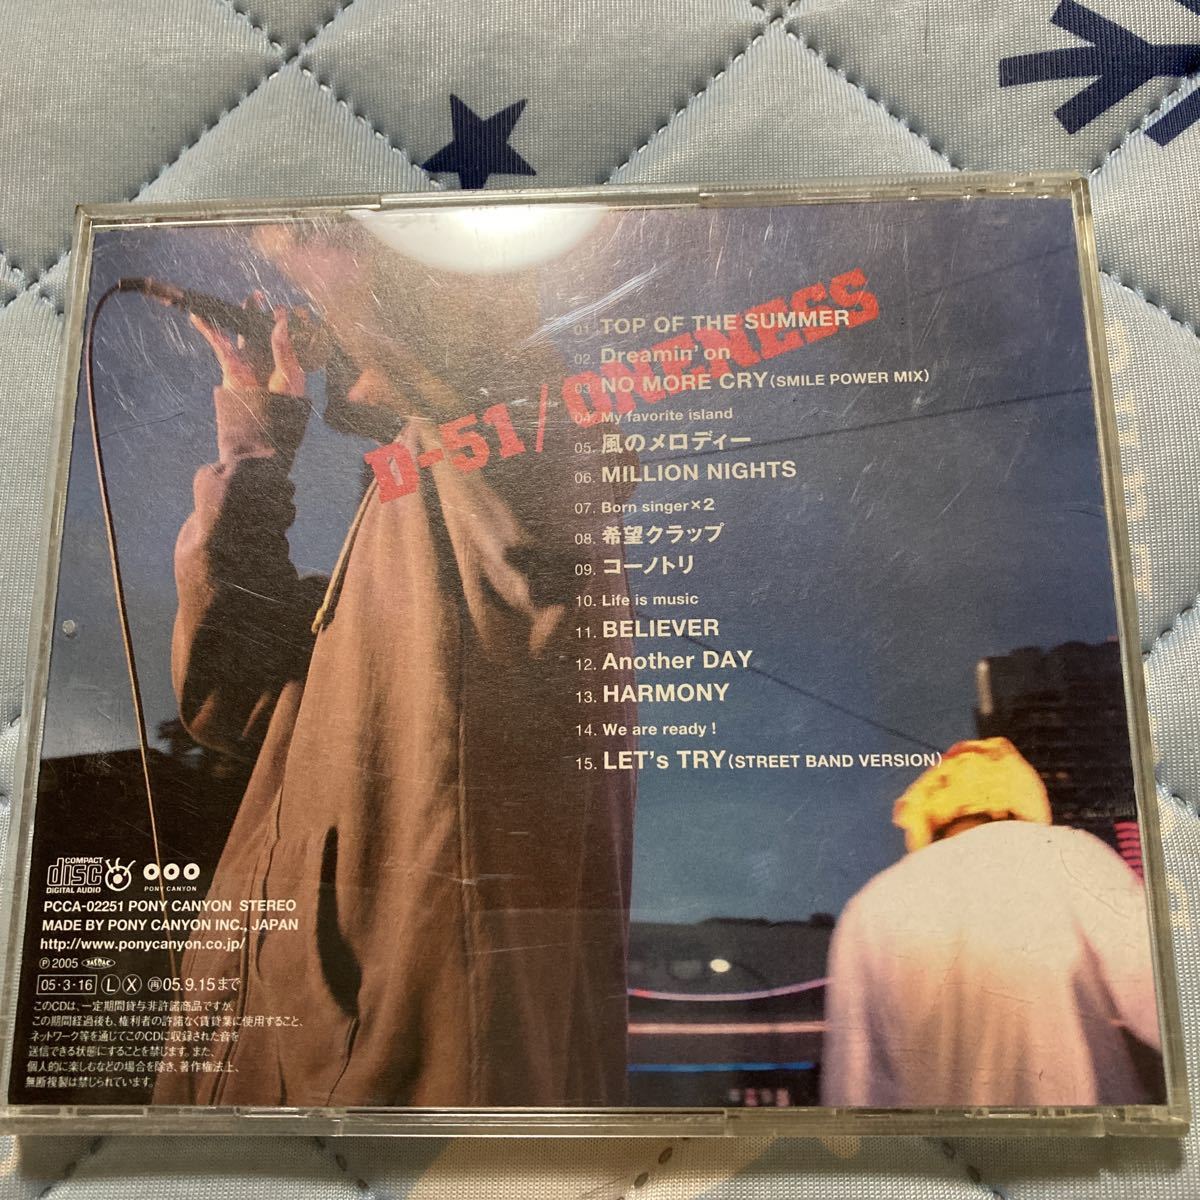 D-51/ONENESS
01. TOP OF THE SUMMER
02. Dreamin' on
03. NO MORE CRY(SMILE POWER MIX)
04. My favorite island
05. 風のメロディー
06. MILLION NIGHTS
07. Born singer×2
08. 希望クラップ
09. コーノトリ
10. Life is music
11. BELIEVER
12. Another DAY
13. HARMONY
14. We are ready !
15. LET's TRY(STREET BAND VERSION)
COMPACT
disc
DIGITAL AUDIO
PONY CANYON
PCCA-02251 PONY CANYON STEREO
MADE BY PONY CANYON INC., JAPAN
http://www.ponycanyon.co.jp/
Ⓟ2005 JASRAC
05・3・16 Ⓛ Ⓧ ㊢05.9.15まで
このCDは、一定期間貸与非許諾商品ですが、
この期間経過後も、権利者の許諾なく賃貸業に使用すること、
ネットワーク等を通じてこのCDに収録された音を
送信できる状態にすることを禁じます。また、
個人的に楽しむなどの場合を除き、著作権法上、
無断複製は禁じられています。